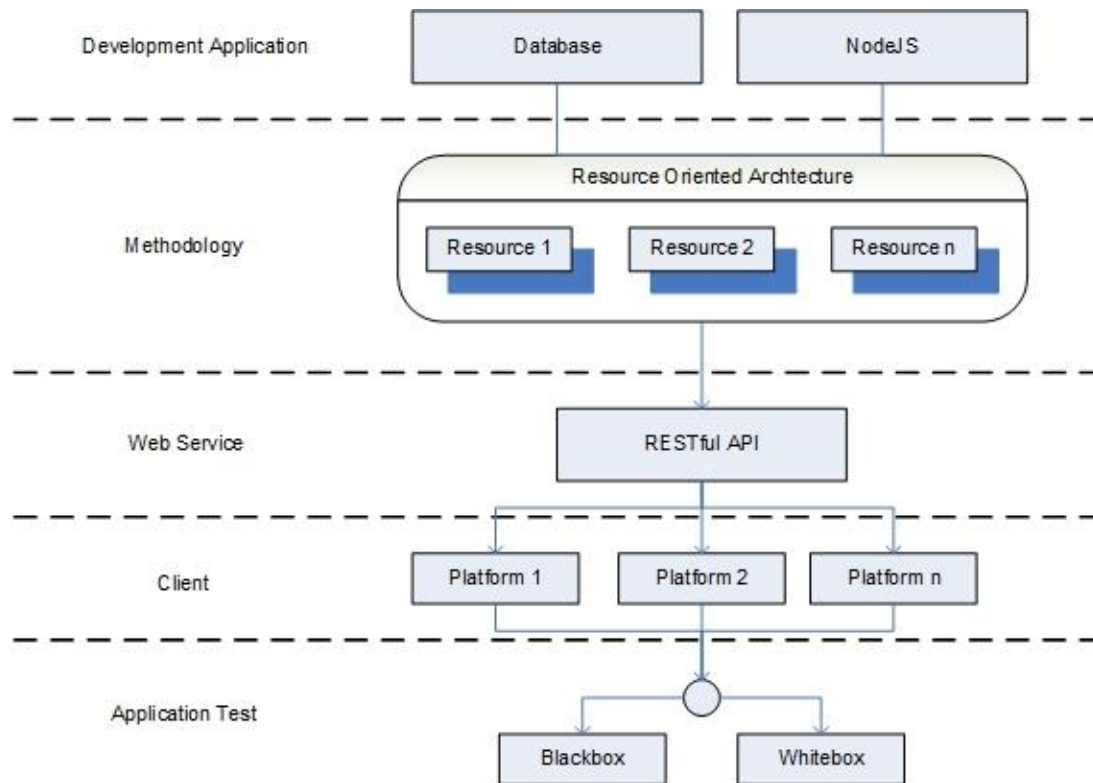 Development Application
Database
NodeJS
Resource Oriented Archtecture
Methodology
Resource 1
Resource 2
Resource n
Web Service
RESTful API
Client
Platform 1
Platform 2
Platform n
Application Test
Blackbox
Whitebox